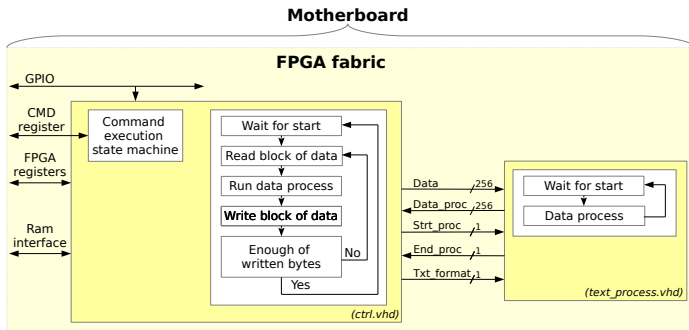 Motherboard
FPGA fabric
GPIO
CMD
register
FPGA
registers
Ram
interface
Command
execution
state machine
Wait for start
Read block of data
Run data process
Write block of data
Enough of
written bytes
No
Yes
(ctrl.vhd)
Data 256
Data_proc 256
Strt_proc 1
End_proc 1
Txt_format 1
Wait for start
Data process
(text_process.vhd)